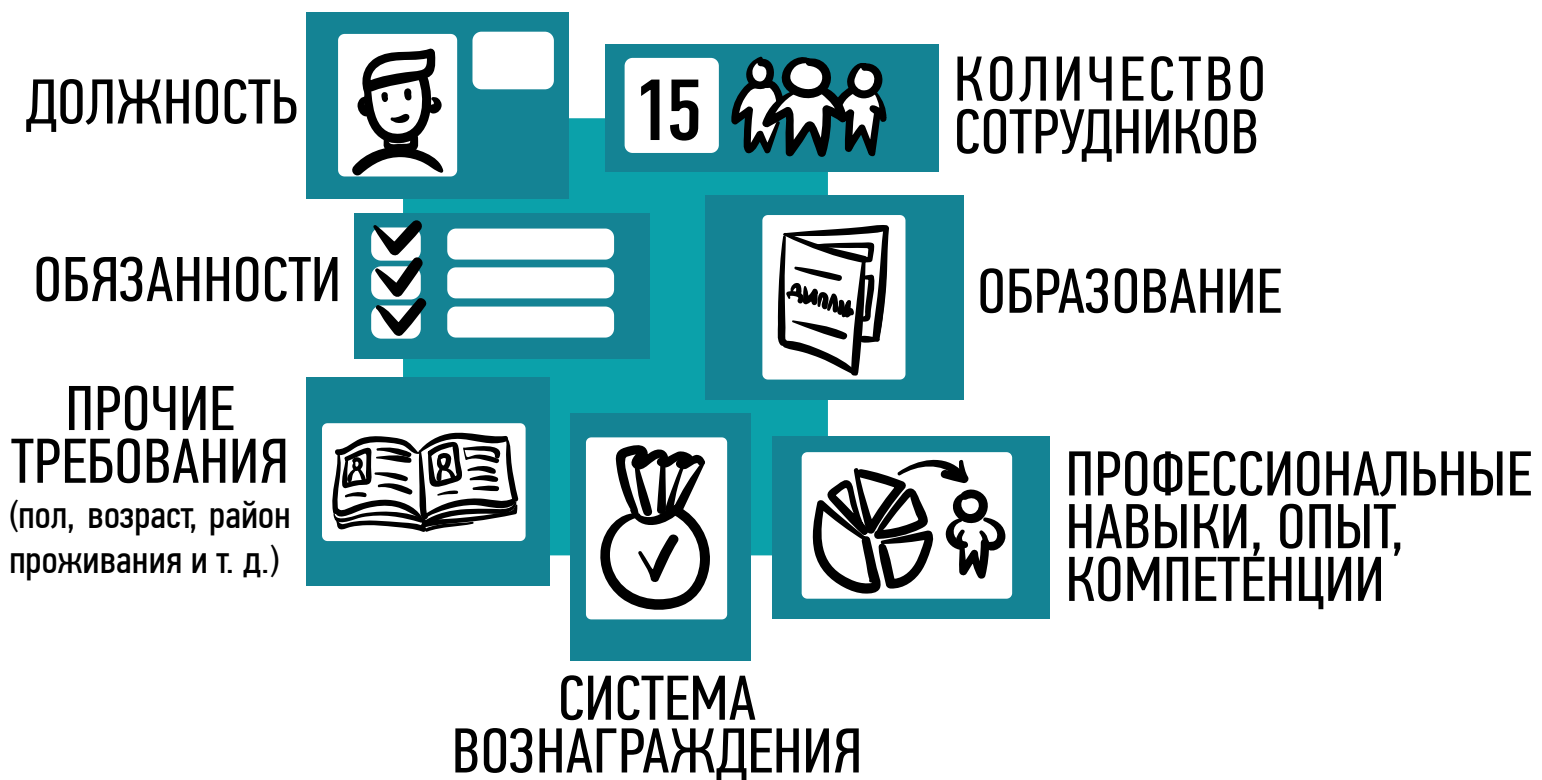 ДОЛЖНОСТЬ
15
КОЛИЧЕСТВО
СОТРУДНИКОВ
ОБЯЗАННОСТИ
ОБРАЗОВАНИЕ
ПРОЧИЕ
ТРЕБОВАНИЯ
(пол, возраст, район
проживания и т. д.)
ПРОФЕССИОНАЛЬНЫЕ
НАВЫКИ, ОПЫТ,
КОМПЕТЕНЦИИ
СИСТЕМА
ВОЗНАГРАЖДЕНИЯ